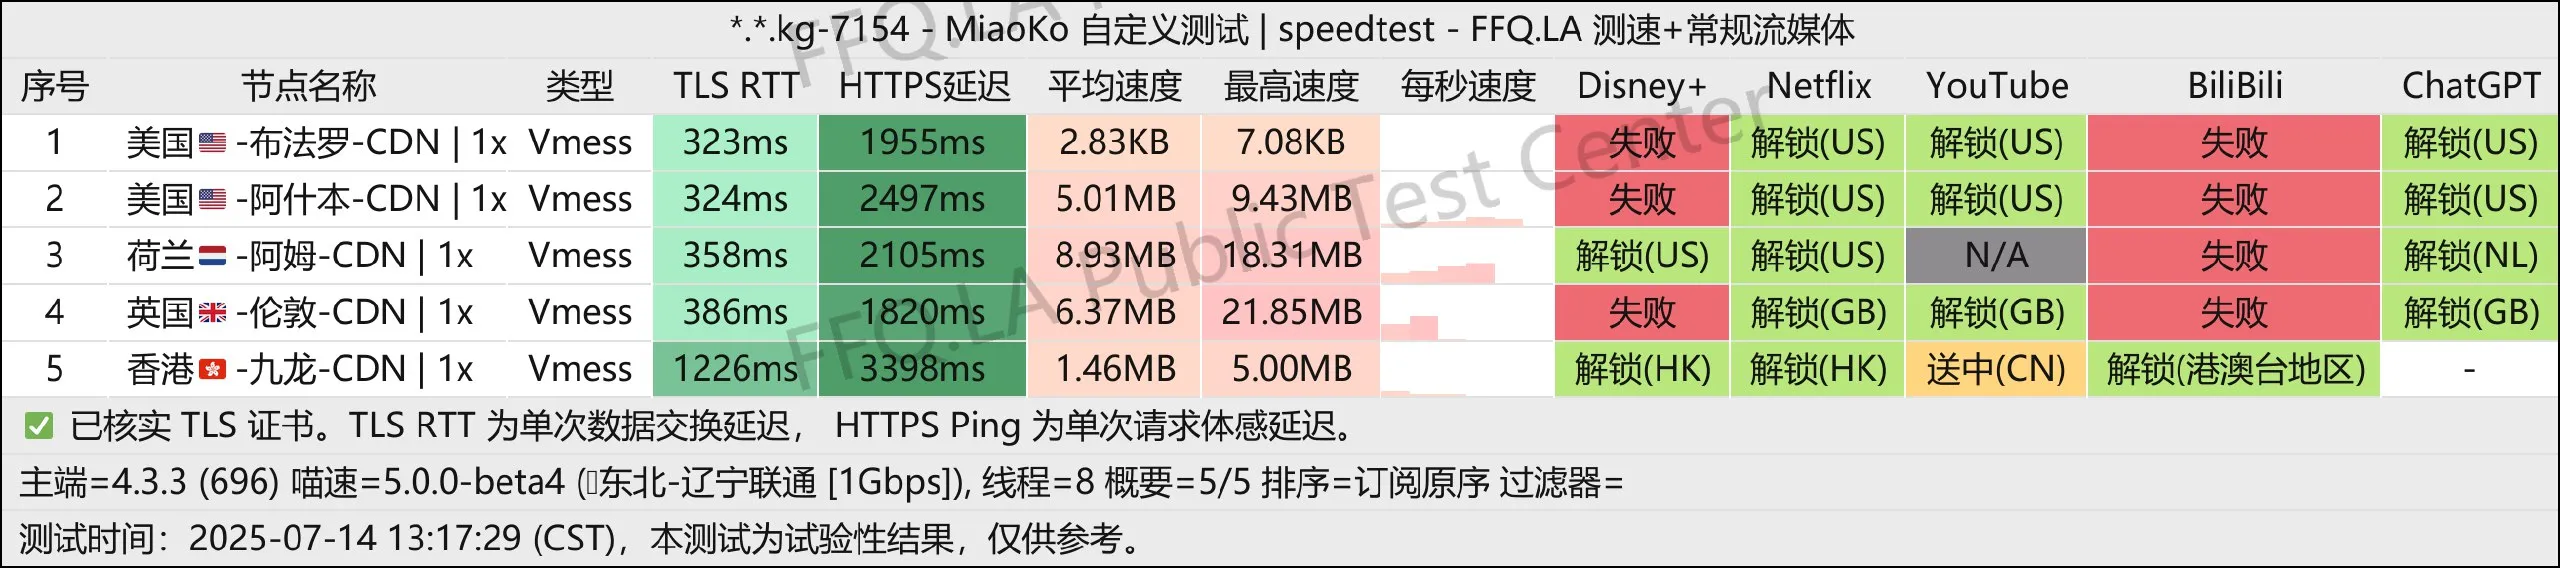 *.*.kg-7154 - MiaoKo 自定义测试 | speedtest - FFQ.LA 测速+常规流媒体
序号 节点名称 类型 TLS RTT HTTPS延迟 平均速度 最高速度 每秒速度 Disney+ Netflix YouTube BiliBili ChatGPT
1 美国🇺🇸-布法罗-CDN | 1x Vmess 323ms 1955ms 2.83KB 7.08KB 失败 解锁(US) 解锁(US) 失败 解锁(US)
2 美国🇺🇸-阿什本-CDN | 1x Vmess 324ms 2497ms 5.01MB 9.43MB 失败 解锁(US) 解锁(US) 失败 解锁(US)
3 荷兰🇳🇱-阿姆-CDN | 1x Vmess 358ms 2105ms 8.93MB 18.31MB 解锁(US) 解锁(US) N/A 失败 解锁(NL)
4 英国🇬🇧-伦敦-CDN | 1x Vmess 386ms 1820ms 6.37MB 21.85MB 失败 解锁(GB) 解锁(GB) 失败 解锁(GB)
5 香港🇭🇰-九龙-CDN | 1x Vmess 1226ms 3398ms 1.46MB 5.00MB 解锁(HK) 解锁(HK) 送中(CN) 解锁(港澳台地区) -
✅ 已核实 TLS 证书。TLS RTT 为单次数据交换延迟， HTTPS Ping 为单次请求体感延迟。
主端=4.3.3 (696) 喵速=5.0.0-beta4 (东北-辽宁联通 [1Gbps]), 线程=8 概要=5/5 排序=订阅原序 过滤器=
测试时间：2025-07-14 13:17:29 (CST)，本测试为试验性结果，仅供参考。
FFQ.LA Public Test Center
FFQ.LA